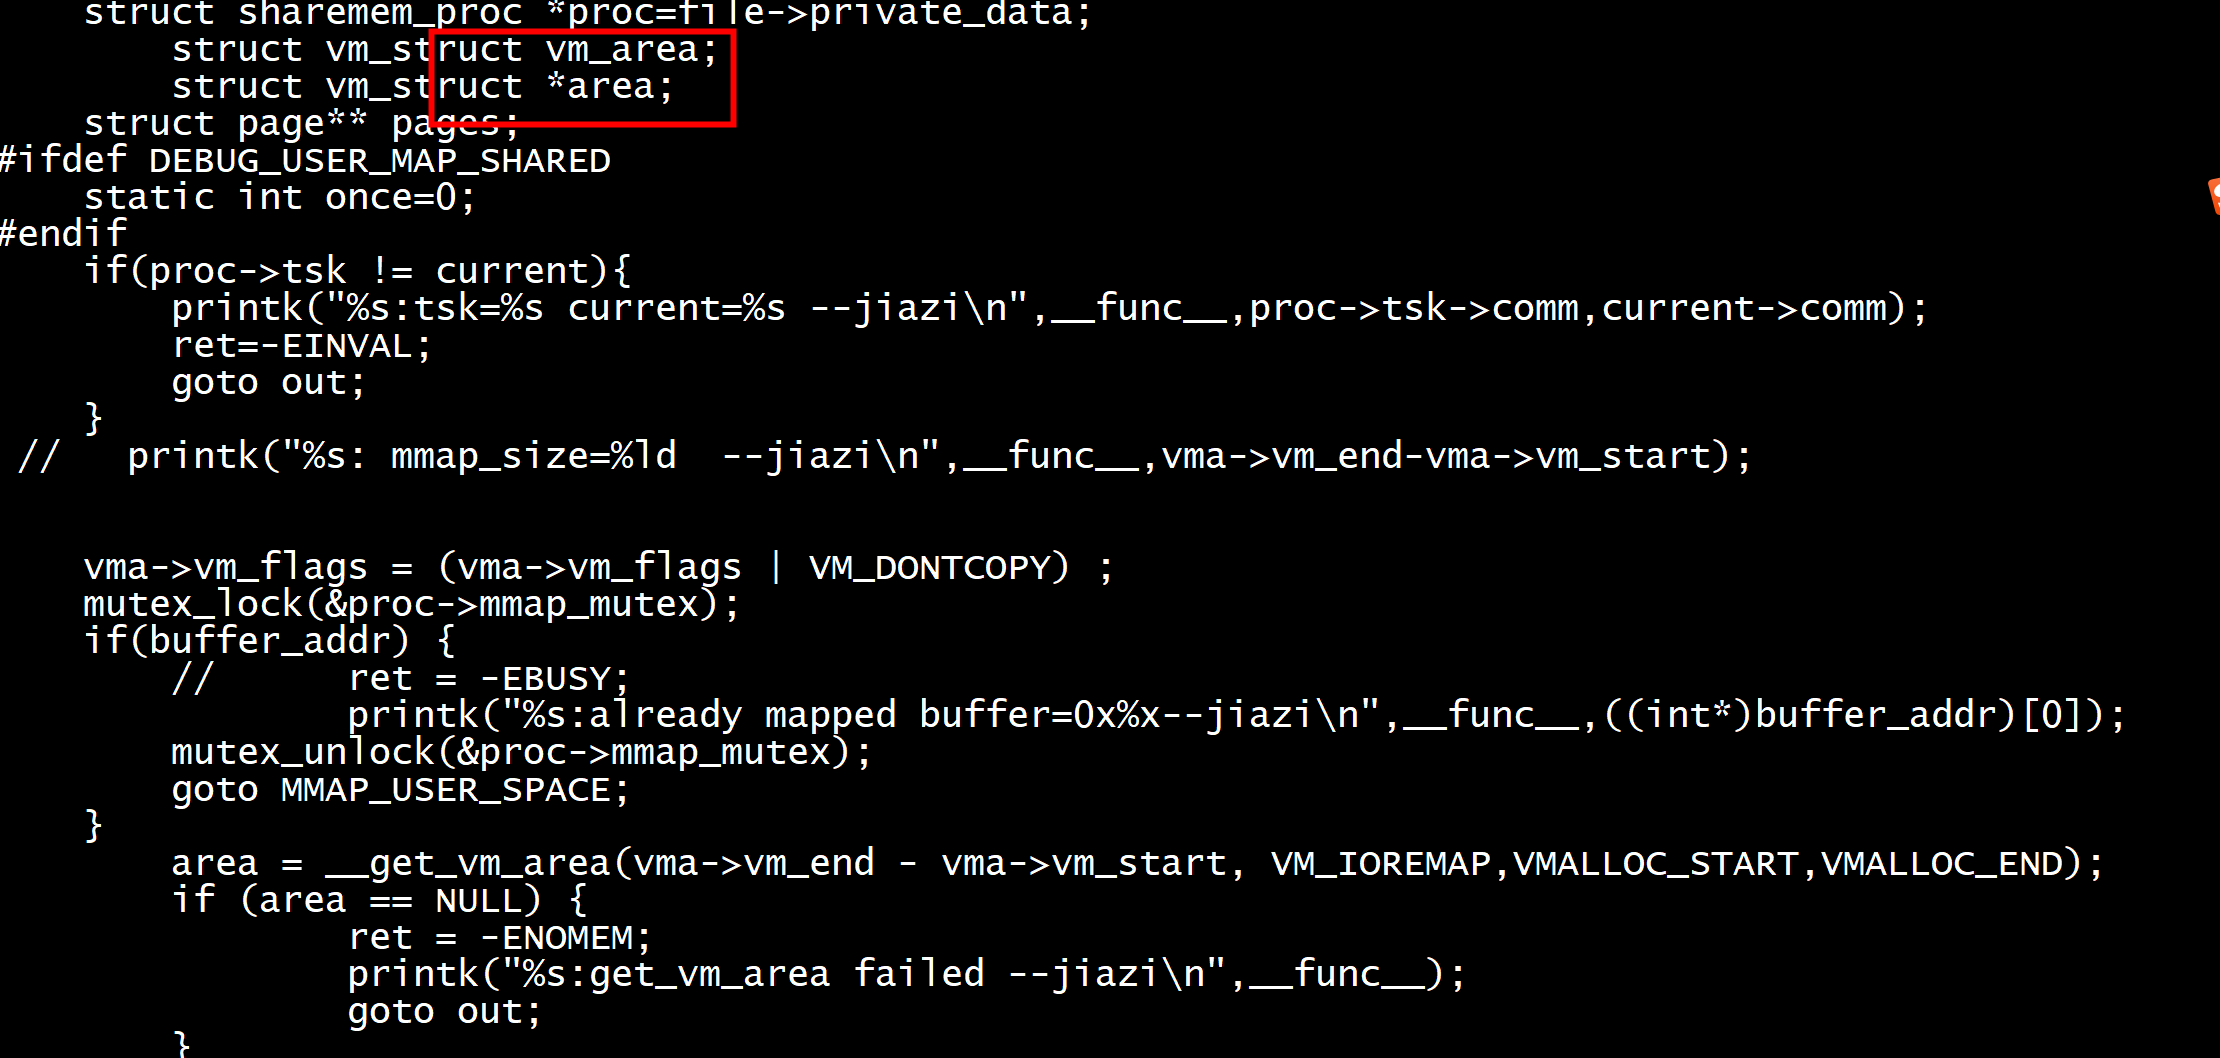 struct sharemem_proc *proc=file->private_data;
struct vm_struct vm_area;
struct vm_struct *area;
struct page** pages;
#ifdef DEBUG_USER_MAP_SHARED
static int once=0;
#endif
if(proc->tsk != current){
printk("%s:tsk=%s current=%s --jiazi\n",__func__,proc->tsk->comm,current->comm);
ret=-EINVAL;
goto out;
}
// printk("%s: mmap_size=%ld --jiazi\n",__func__,vma->vm_end-vma->vm_start);
vma->vm_flags = (vma->vm_flags | VM_DONTCOPY) ;
mutex_lock(&proc->mmap_mutex);
if(buffer_addr) {
// ret = -EBUSY;
printk("%s:already mapped buffer=0x%x--jiazi\n",__func__,((int*)buffer_addr)[0]);
mutex_unlock(&proc->mmap_mutex);
goto MMAP_USER_SPACE;
}
area = __get_vm_area(vma->vm_end - vma->vm_start, VM_IOREMAP,VMALLOC_START,VMALLOC_END);
if (area == NULL) {
ret = -ENOMEM;
printk("%s:get_vm_area failed --jiazi\n",__func__);
goto out;
}